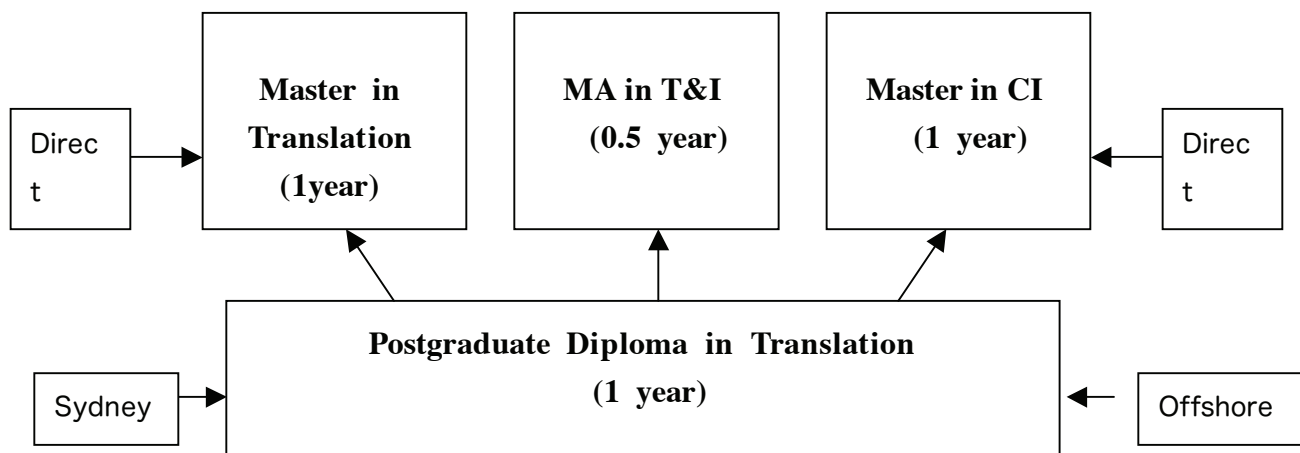 Master in
Translation
(1year)
MA in T&I
(0.5 year)
Master in CI
(1 year)
Direc
t
Direc
t
Postgraduate Diploma in Translation
(1 year)
Sydney
Offshore